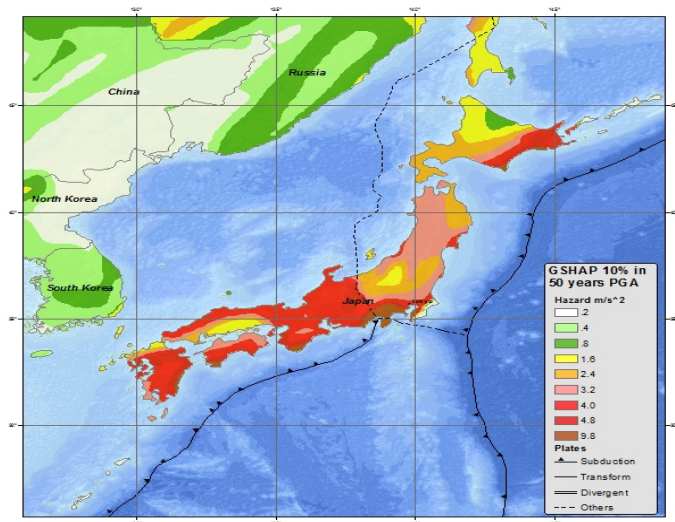 Russia
China
North Korea
South Korea
Japan
GSHAP 10% in
50 years PGA
Hazard m/s^2
.2
.4
.8
1.6
2.4
3.2
4.0
4.8
9.8
Plates
Subduction
Transform
Divergent
Others